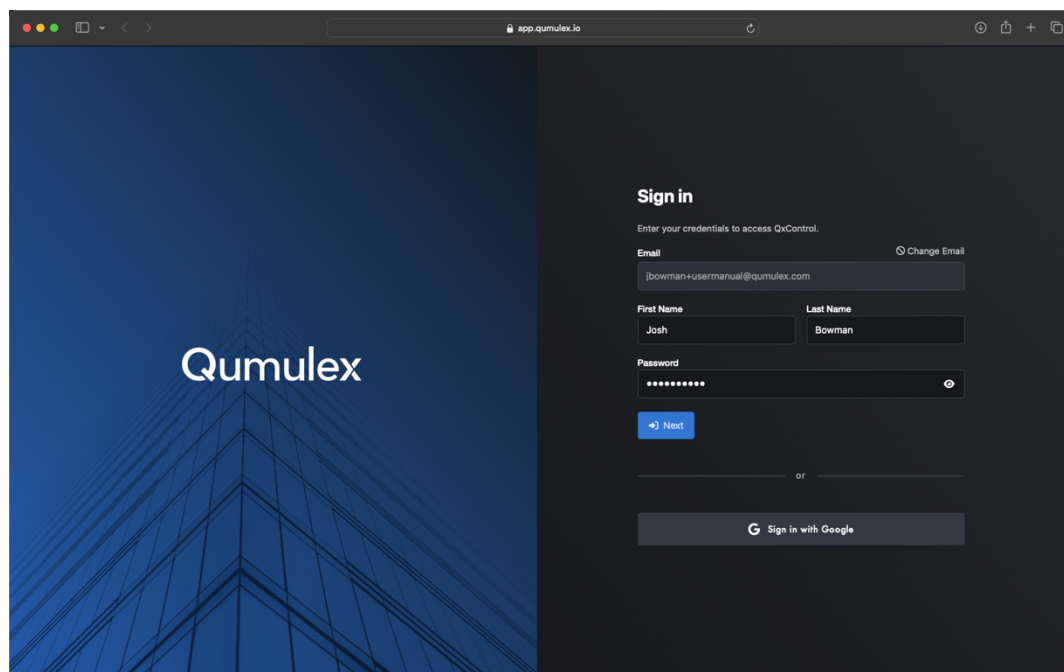 app.qumulex.io
Qumulex
Sign in
Enter your credentials to access QxControl.
Email
Change Email
jbowman+usermanual@qumulex.com
First Name
Last Name
Josh
Bowman
Password
••••••••••
Next
or
G Sign in with Google